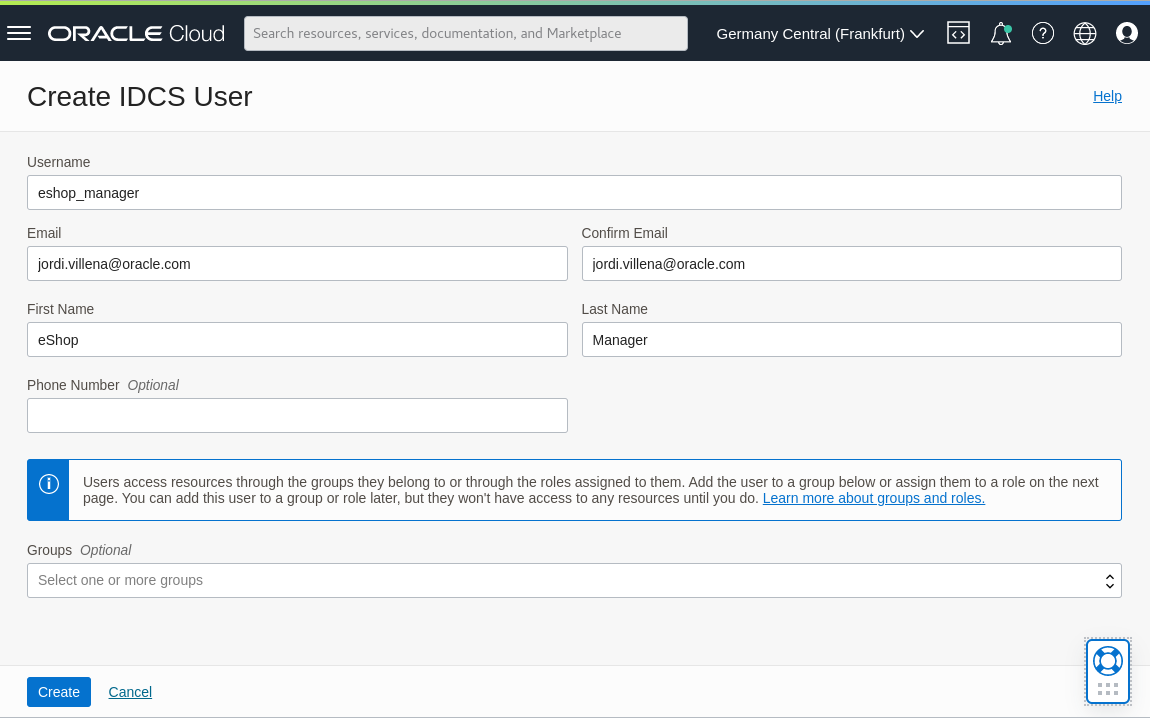 ORACLE Cloud
Search resources, services, documentation, and Marketplace
Germany Central (Frankfurt)
Create IDCS User
Help
Username
eshop_manager
Email
Confirm Email
jordi.villena@oracle.com
jordi.villena@oracle.com
First Name
Last Name
eShop
Manager
Phone Number Optional
Users access resources through the groups they belong to or through the roles assigned to them. Add the user to a group below or assign them to a role on the next
page. You can add this user to a group or role later, but they won't have access to any resources until you do. Learn more about groups and roles.
Groups Optional
Select one or more groups
Create
Cancel